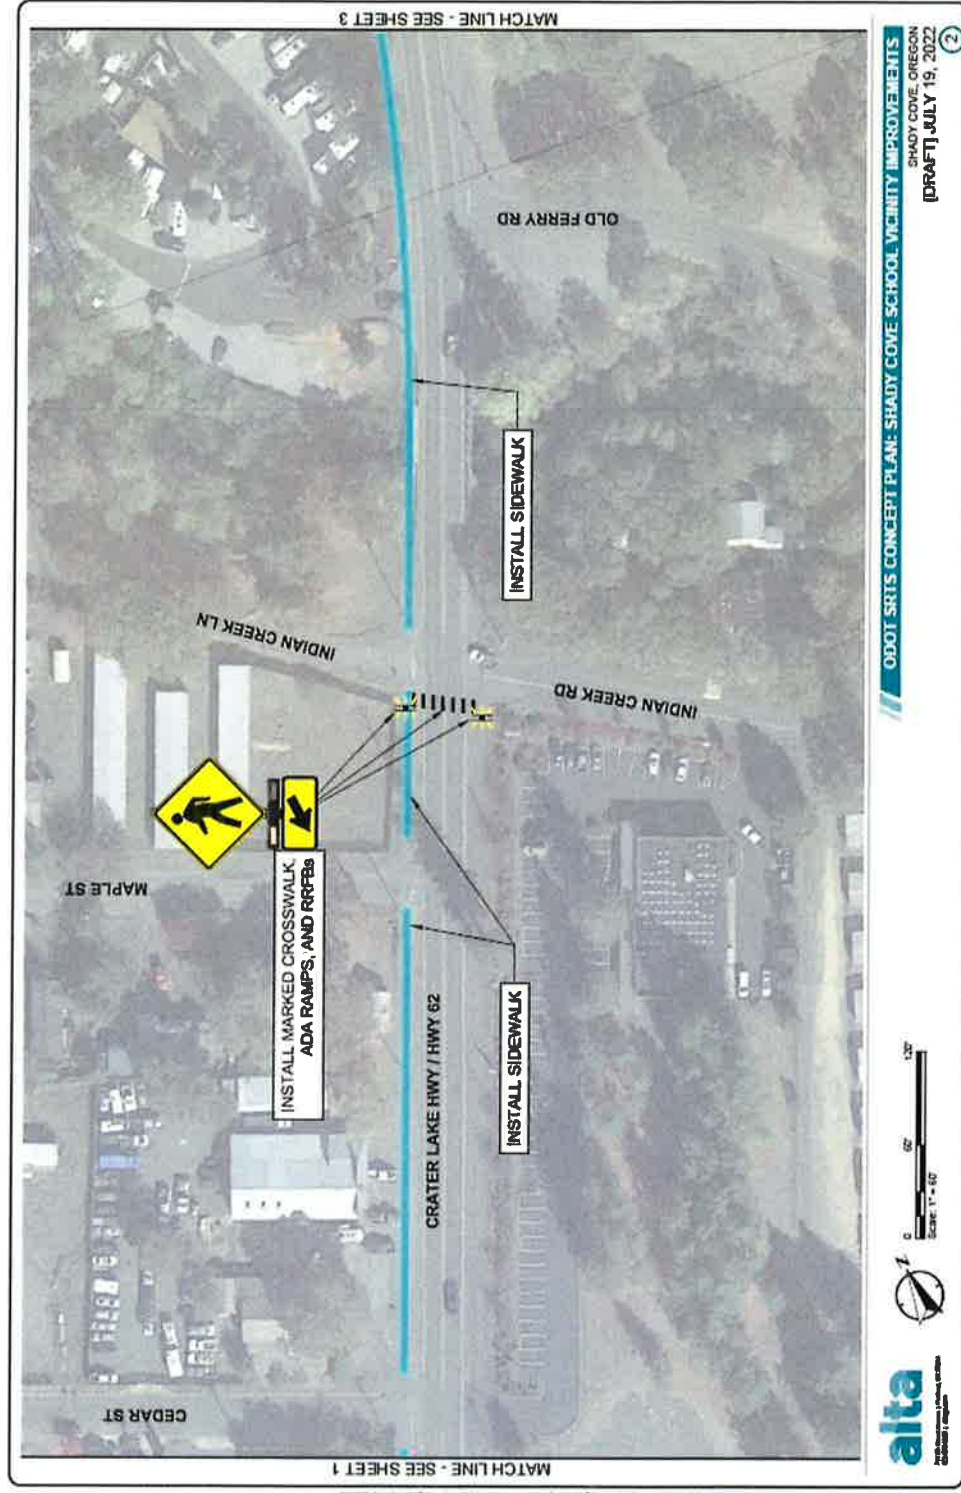 MATCH LINE - SEE SHEET 3
MATCH LINE - SEE SHEET 1
CEDAR ST
MAPLE ST
INDIAN CREEK LN
INDIAN CREEK RD
OLD FERRY RD
CRATER LAKE HWY / HWY 62
INSTALL MARKED CROSSWALK,
ADA RAMPS, AND RRFBs
INSTALL SIDEWALK
INSTALL SIDEWALK
alta
0 60' 120'
Scale: 1" = 60'
ODOT SRTS CONCEPT PLAN: SHADY COVE SCHOOL VICINITY IMPROVEMENTS
SHADY COVE, OREGON
[DRAFT] JULY 19, 2022
2